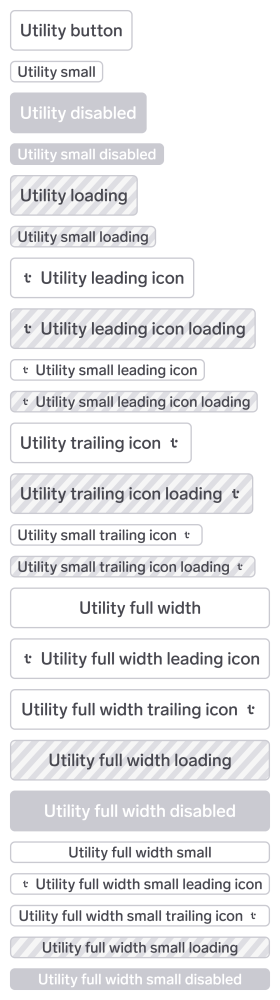 Utility button
Utility small
Utility disabled
Utility small disabled
Utility loading
Utility small loading
Utility leading icon
Utility leading icon loading
Utility small leading icon
Utility small leading icon loading
Utility trailing icon
Utility trailing icon loading
Utility small trailing icon
Utility small trailing icon loading
Utility full width
Utility full width leading icon
Utility full width trailing icon
Utility full width loading
Utility full width disabled
Utility full width small
Utility full width small leading icon
Utility full width small trailing icon
Utility full width small loading
Utility full width small disabled